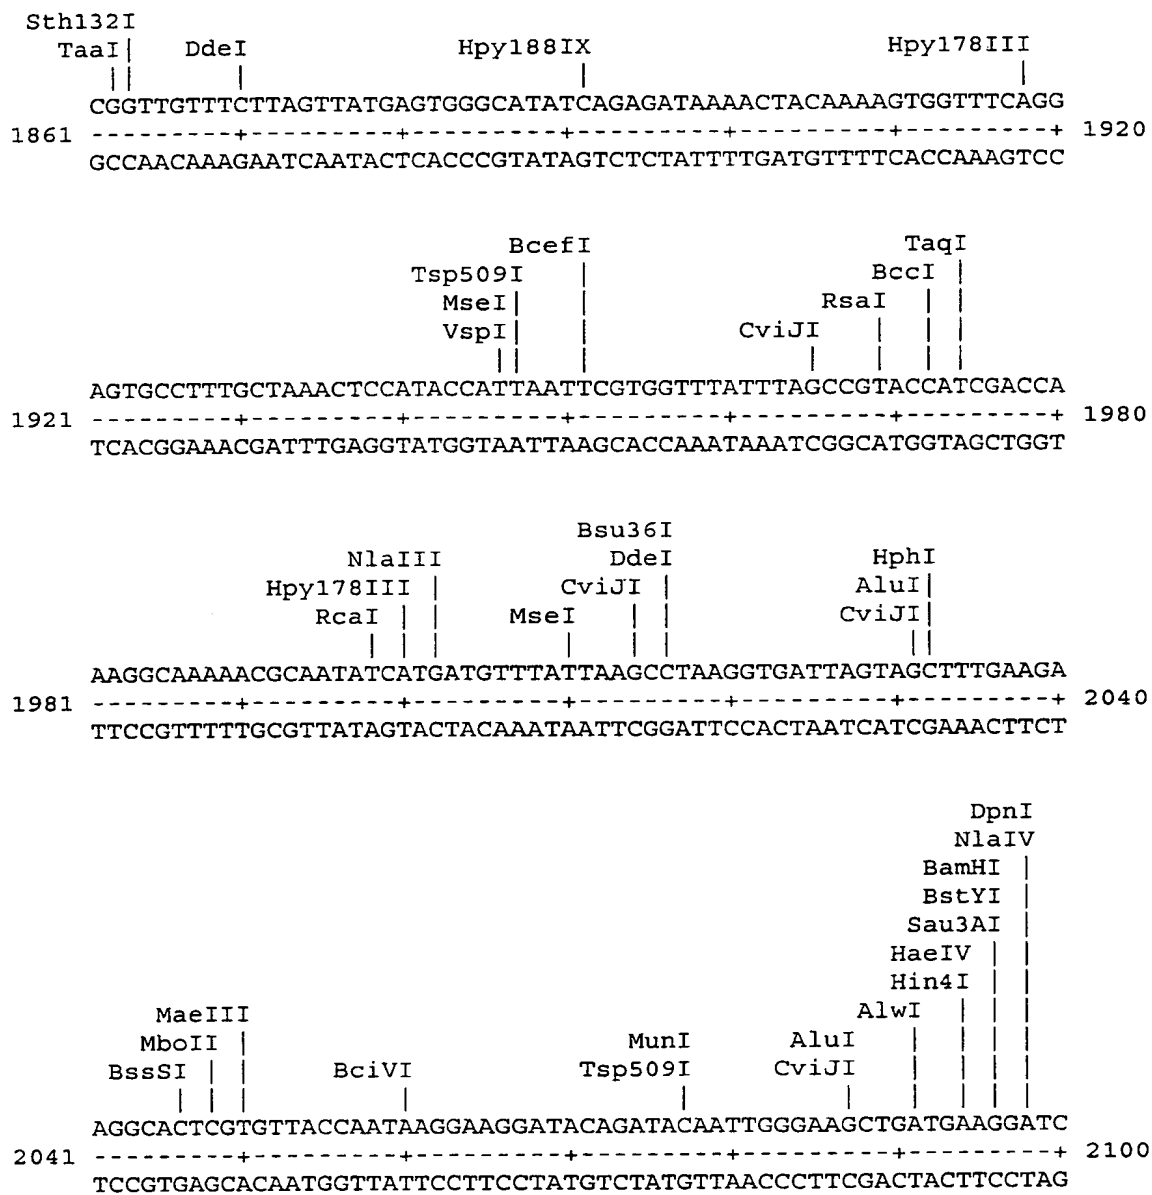 Sth132I
TaaI DdeI Hpy188IX Hpy178III
CGGTTGTTTCTTAGTTATGAGTGGGCATATCAGAGATAAAACTACAAAAGTGGTTTCAGG
1861 ---------+---------+---------+---------+---------+---------+ 1920
GCCAACAAAGAATCAATACTCACCCGTATAGTCTCTATTTTGATGTTTTCACCAAAGTCC
BcefI TaqI
Tsp509I BccI
MseI RsaI
VspI CviJI
AGTGCCTTTGCTAAACTCCATACCATTAATTCGTGGTTTATTTAGCCGTACCATCGACCA
1921 ---------+---------+---------+---------+---------+---------+ 1980
TCACGGAAACGATTTGAGGTATGGTAATTAAGCACCAAATAAATCGGCATGGTAGCTGGT
Bsu36I
NlaIII DdeI HphI
Hpy178III CviJI AluI
RcaI MseI CviJI
AAGGCAAAAACGCAATATCATGATGTTTATTAAGCCTAAGGTGATTAGTAGCTTTGAAGA
1981 ---------+---------+---------+---------+---------+---------+ 2040
TTCCGTTTTTGCGTTATAGTACTACAAATAATTCGGATTCCACTAATCATCGAAACTTCT
DpnI
NlaIV
BamHI
BstYI
Sau3AI
HaeIV
Hin4I
MaeIII AlwI
MboII MunI AluI
BssSI BciVI Tsp509I CviJI
AGGCACTCGTGTTACCAATAAGGAAGGATACAGATACAATTGGGAAGCTGATGAAGGATC
2041 ---------+---------+---------+---------+---------+---------+ 2100
TCCGTGAGCACAATGGTTATTCCTTCCTATGTCTATGTTAACCCTTCGACTACTTCCTAG